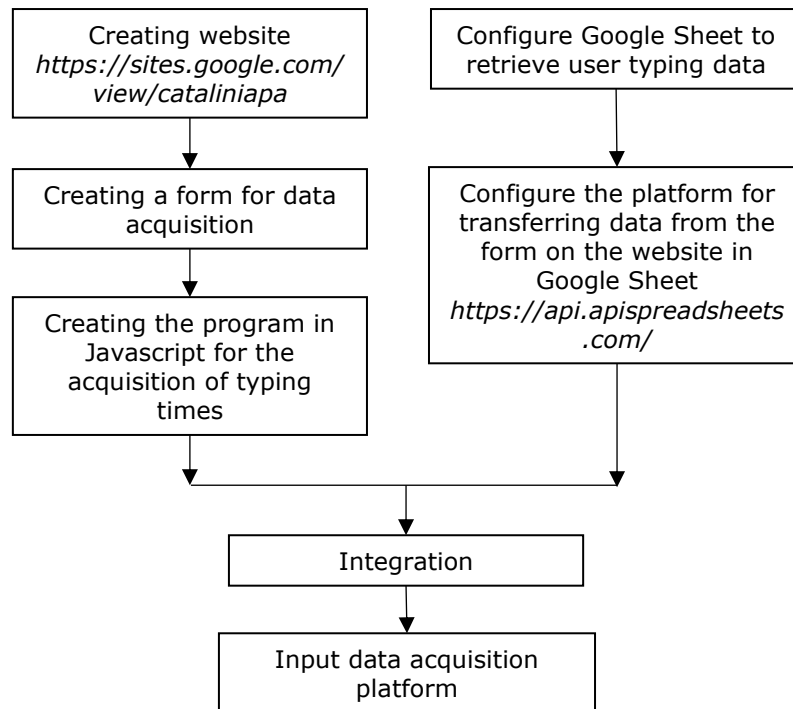 Creating website
https://sites.google.com/
view/cataliniapa
Creating a form for data
acquisition
Creating the program in
Javascript for the
acquisition of typing
times
Configure Google Sheet to
retrieve user typing data
Configure the platform for
transferring data from the
form on the website in
Google Sheet
https://api.apispreadsheets
.com/
Integration
Input data acquisition
platform